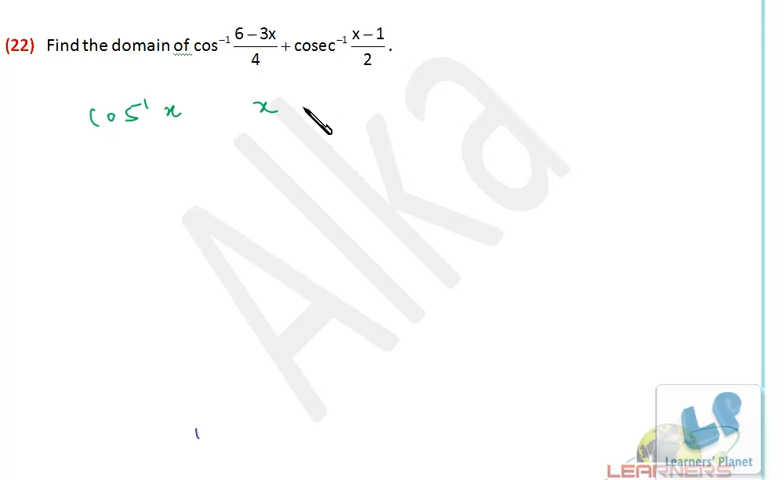 (22) Find the domain of cos⁻¹ (6 − 3x)/4 + cosec⁻¹ (x − 1)/2 .
cos⁻¹ x x
Alka
LP
Learners' Planet
LEARNERS